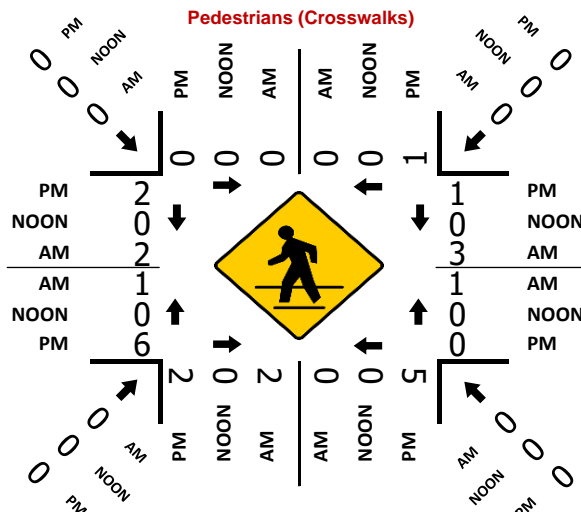 Pedestrians (Crosswalks)
0 PM
0 NOON
0 AM
PM NOON AM AM NOON PM
PM 0
NOON 0
AM 0
0 0 0 0 0 1
PM 2 1 PM
NOON 0 0 NOON
AM 2 3 AM
AM 1 1 AM
NOON 0 0 NOON
PM 6 0 PM
2 0 2 0 0 5
PM NOON AM AM NOON PM
0 AM
0 NOON
0 PM
AM 0
NOON 0
PM 0